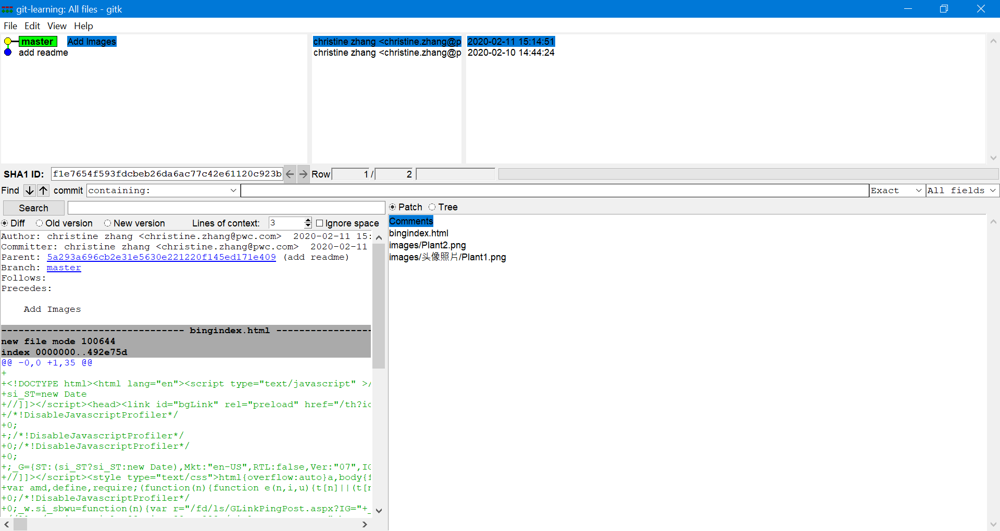 git-learning: All files - gitk
File Edit View Help
master Add Images christine zhang <christine.zhang@p 2020-02-11 15:14:51
add readme christine zhang <christine.zhang@p 2020-02-10 14:44:24
SHA1 ID: f1e7654f593fdcbeb26da6ac77c42e61120c923b Row 1 / 2
Find commit containing: Exact All fields
Search Patch Tree
Diff Old version New version Lines of context: 3 Ignore space
Comments
bingindex.html
images/Plant2.png
images/头像照片/Plant1.png
Author: christine zhang <christine.zhang@pwc.com> 2020-02-11 15:
Committer: christine zhang <christine.zhang@pwc.com> 2020-02-11
Parent: 5a293a696cb2e31e5630e221220f145ed171e409 (add readme)
Branch: master
Follows:
Precedes:
Add Images
-------------------------------- bingindex.html -----------------
new file mode 100644
index 0000000..492e75d
@@ -0,0 +1,35 @@
+
+<!DOCTYPE html><html lang="en"><script type="text/javascript" >/
+si_ST=new Date
+//]]></script><head><link id="bgLink" rel="preload" href="/th?id
+/*!DisableJavascriptProfiler*/
+0;
+;/*!DisableJavascriptProfiler*/
+0;/*!DisableJavascriptProfiler*/
+0;
+;_G={ST:(si_ST?si_ST:new Date),Mkt:"en-US",RTL:false,Ver:"07",IG
+//]]></script><style type="text/css">html{overflow:auto}a,body{f
+var amd,define,require;(function(n){function e(n,i,u){t[n]||(t[n
+0;/*!DisableJavascriptProfiler*/
+0;_w.si_sbwu=function(n){var r="/fd/ls/GLinkPingPost.aspx?IG="+_